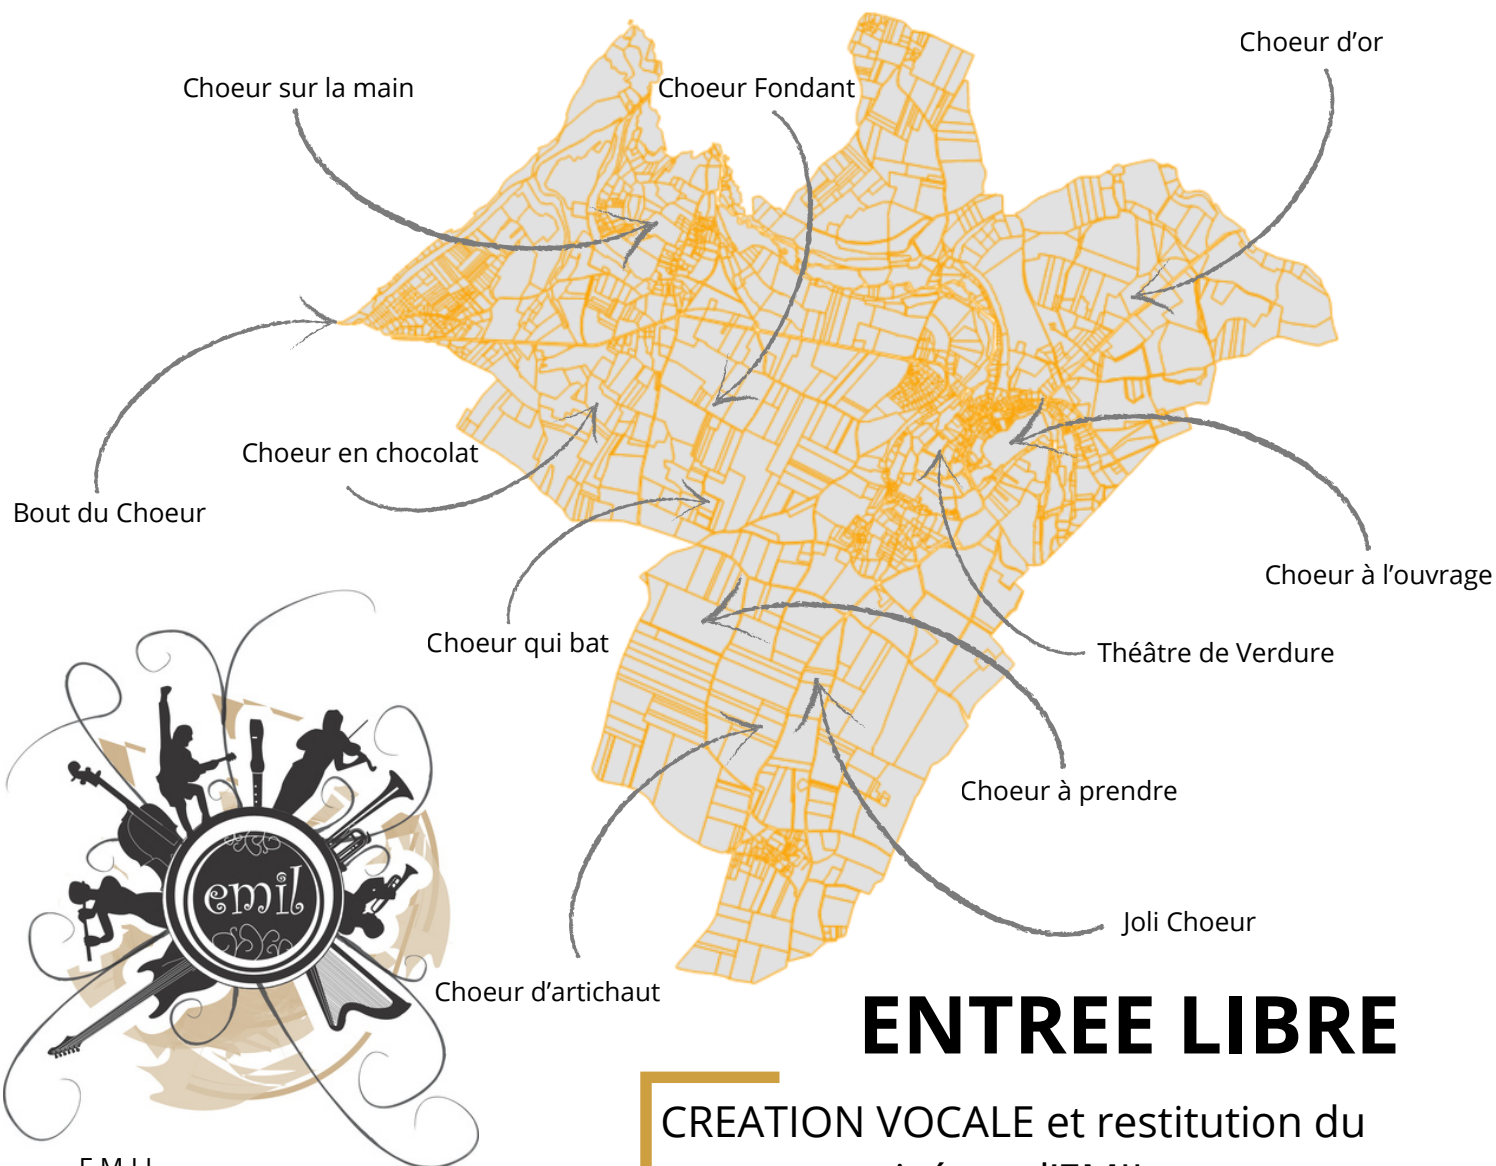 Choeur d'or
Choeur sur la main
Choeur Fondant
Choeur en chocolat
Bout du Choeur
Choeur à l'ouvrage
Choeur qui bat
Théâtre de Verdure
Choeur à prendre
emil
Joli Choeur
Choeur d'artichaut
ENTREE LIBRE
CREATION VOCALE et restitution du